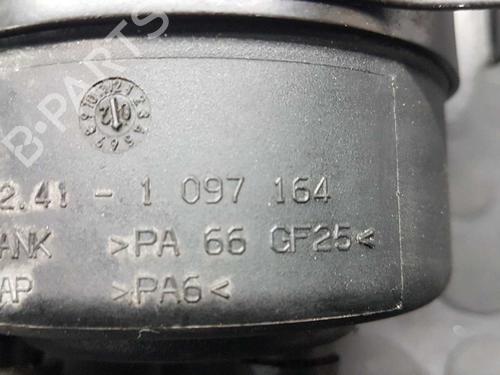 B-PARTS
2.41 - 1 097 164
ANK >PA 66 GF25<
AP >PA6<